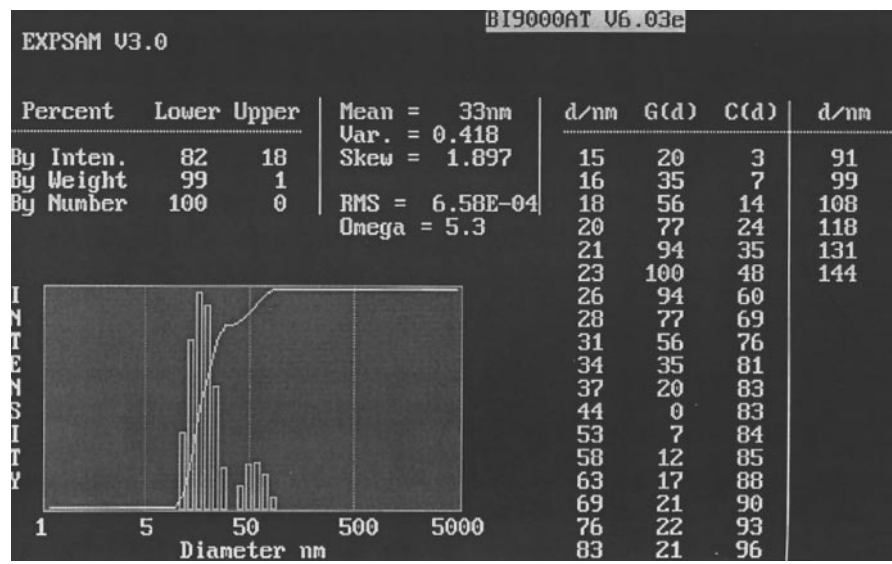 BI9000AT V6.03e
EXPSAM V3.0
Percent Lower Upper
By Inten. 82 18
By Weight 99 1
By Number 100 0
Mean = 33nm
Var. = 0.418
Skew = 1.897
RMS = 6.58E-04
Omega = 5.3
d/nm G(d) C(d) d/nm
15 20 3 91
16 35 7 99
18 56 14 108
20 77 24 118
21 94 35 131
23 100 48 144
26 94 60
28 77 69
31 56 76
34 35 81
37 20 83
44 0 83
53 7 84
58 12 85
63 17 88
69 21 90
76 22 93
83 21 96
INTENSITY
1 5 50 500 5000
Diameter nm